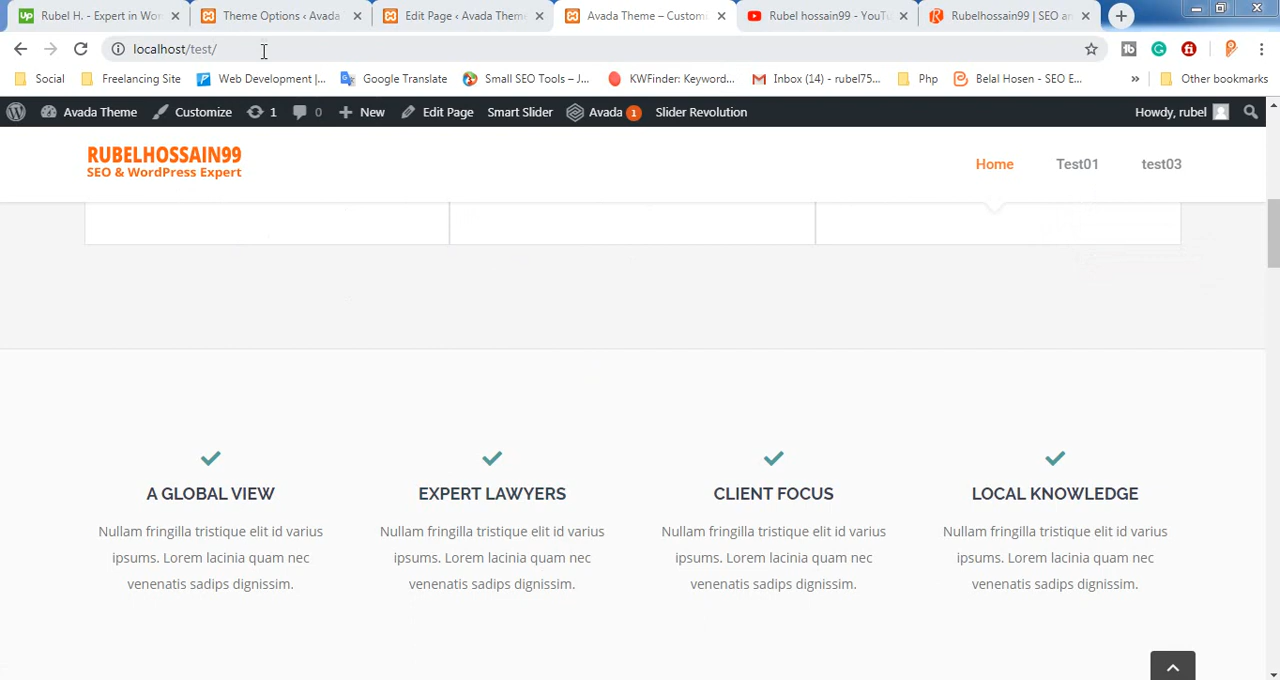 Rubel H. - Expert in Wor
Theme Options ‹ Avada
Edit Page ‹ Avada Theme
Avada Theme – Custom
Rubel hossain99 - YouTu
Rubelhossain99 | SEO an
localhost/test/
Social
Freelancing Site
Web Development |...
Google Translate
Small SEO Tools – J...
KWFinder: Keywor...
Inbox (14) - rubel75...
Php
Belal Hosen - SEO E...
»
Other bookmarks
Avada Theme
Customize
1
0
New
Edit Page
Smart Slider
Avada 1
Slider Revolution
Howdy, rubel
RUBELHOSSAIN99
SEO & WordPress Expert
Home
Test01
test03
A GLOBAL VIEW
Nullam fringilla tristique elit id varius
ipsums. Lorem lacinia quam nec
venenatis sadips dignissim.
EXPERT LAWYERS
Nullam fringilla tristique elit id varius
ipsums. Lorem lacinia quam nec
venenatis sadips dignissim.
CLIENT FOCUS
Nullam fringilla tristique elit id varius
ipsums. Lorem lacinia quam nec
venenatis sadips dignissim.
LOCAL KNOWLEDGE
Nullam fringilla tristique elit id varius
ipsums. Lorem lacinia quam nec
venenatis sadips dignissim.